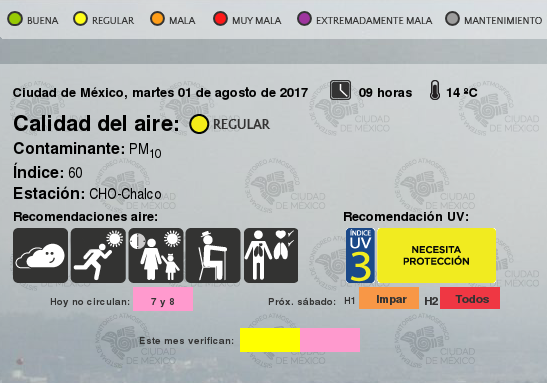 BUENA REGULAR MALA MUY MALA EXTREMADAMENTE MALA MANTENIMIENTO
Ciudad de México, martes 01 de agosto de 2017 09 horas 14 ºC
Calidad del aire: REGULAR
Contaminante: PM10
Índice: 60
Estación: CHO-Chalco
Recomendaciones aire: Recomendación UV:
ÍNDICE
UV
3
NECESITA
PROTECCIÓN
Hoy no circulan: 7 y 8 Próx. sábado: H1 Impar H2 Todos
Este mes verifican:
CIUDAD
DE MÉXICO